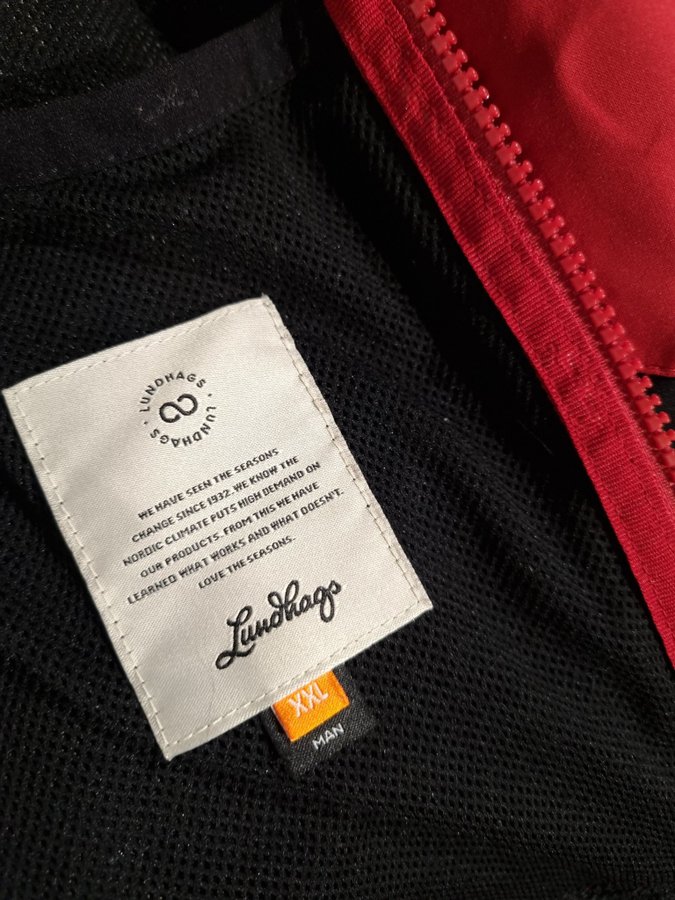 · LUNDHAGS · LUNDHAGS
WE HAVE SEEN THE SEASONS
CHANGE SINCE 1932. WE KNOW THE
NORDIC CLIMATE PUTS HIGH DEMAND ON
OUR PRODUCTS. FROM THIS WE HAVE
LEARNED WHAT WORKS AND WHAT DOESN'T.
LOVE THE SEASONS.
Lundhags
XXL
MAN